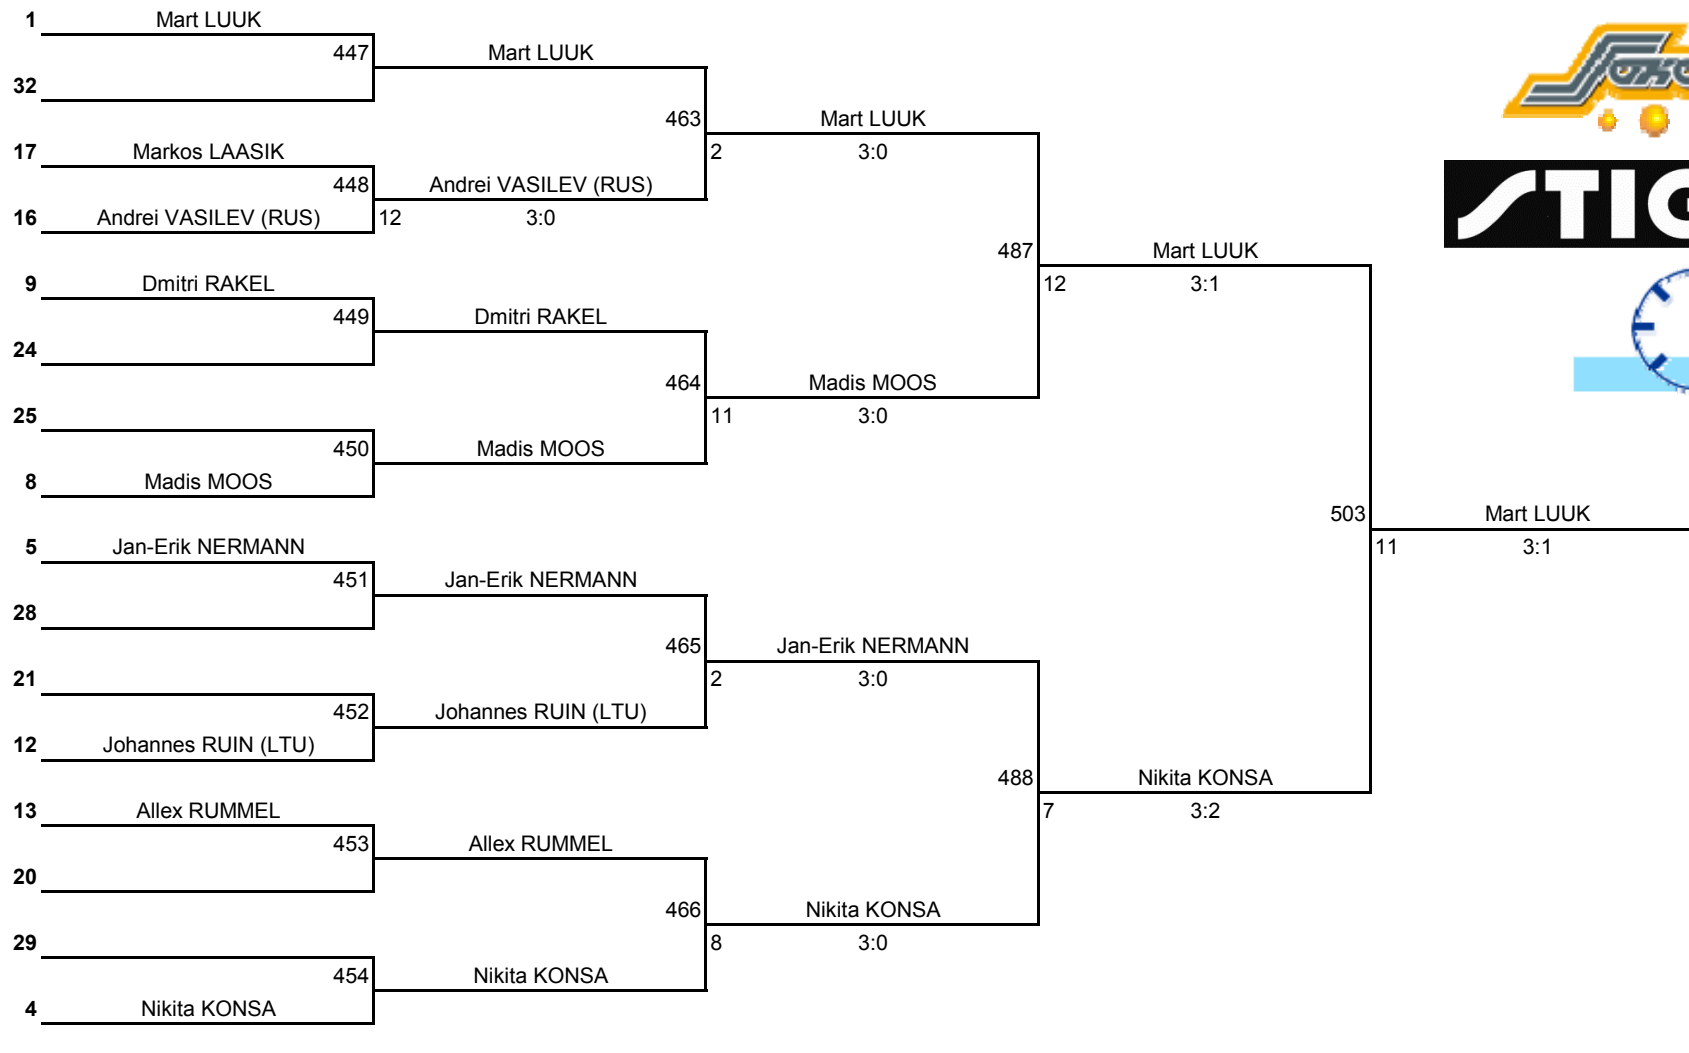 1 Mart LUUK
447 Mart LUUK
32
463 Mart LUUK
17 Markos LAASIK 2 3:0
448 Andrei VASILEV (RUS)
16 Andrei VASILEV (RUS) 12 3:0
487 Mart LUUK
9 Dmitri RAKEL 12 3:1
449 Dmitri RAKEL
24
464 Madis MOOS
25 11 3:0
450 Madis MOOS
8 Madis MOOS
503 Mart LUUK
5 Jan-Erik NERMANN 11 3:1
451 Jan-Erik NERMANN
28
465 Jan-Erik NERMANN
21 2 3:0
452 Johannes RUIN (LTU)
12 Johannes RUIN (LTU)
488 Nikita KONSA
13 Allex RUMMEL 7 3:2
453 Allex RUMMEL
20
466 Nikita KONSA
29 8 3:0
454 Nikita KONSA
4 Nikita KONSA